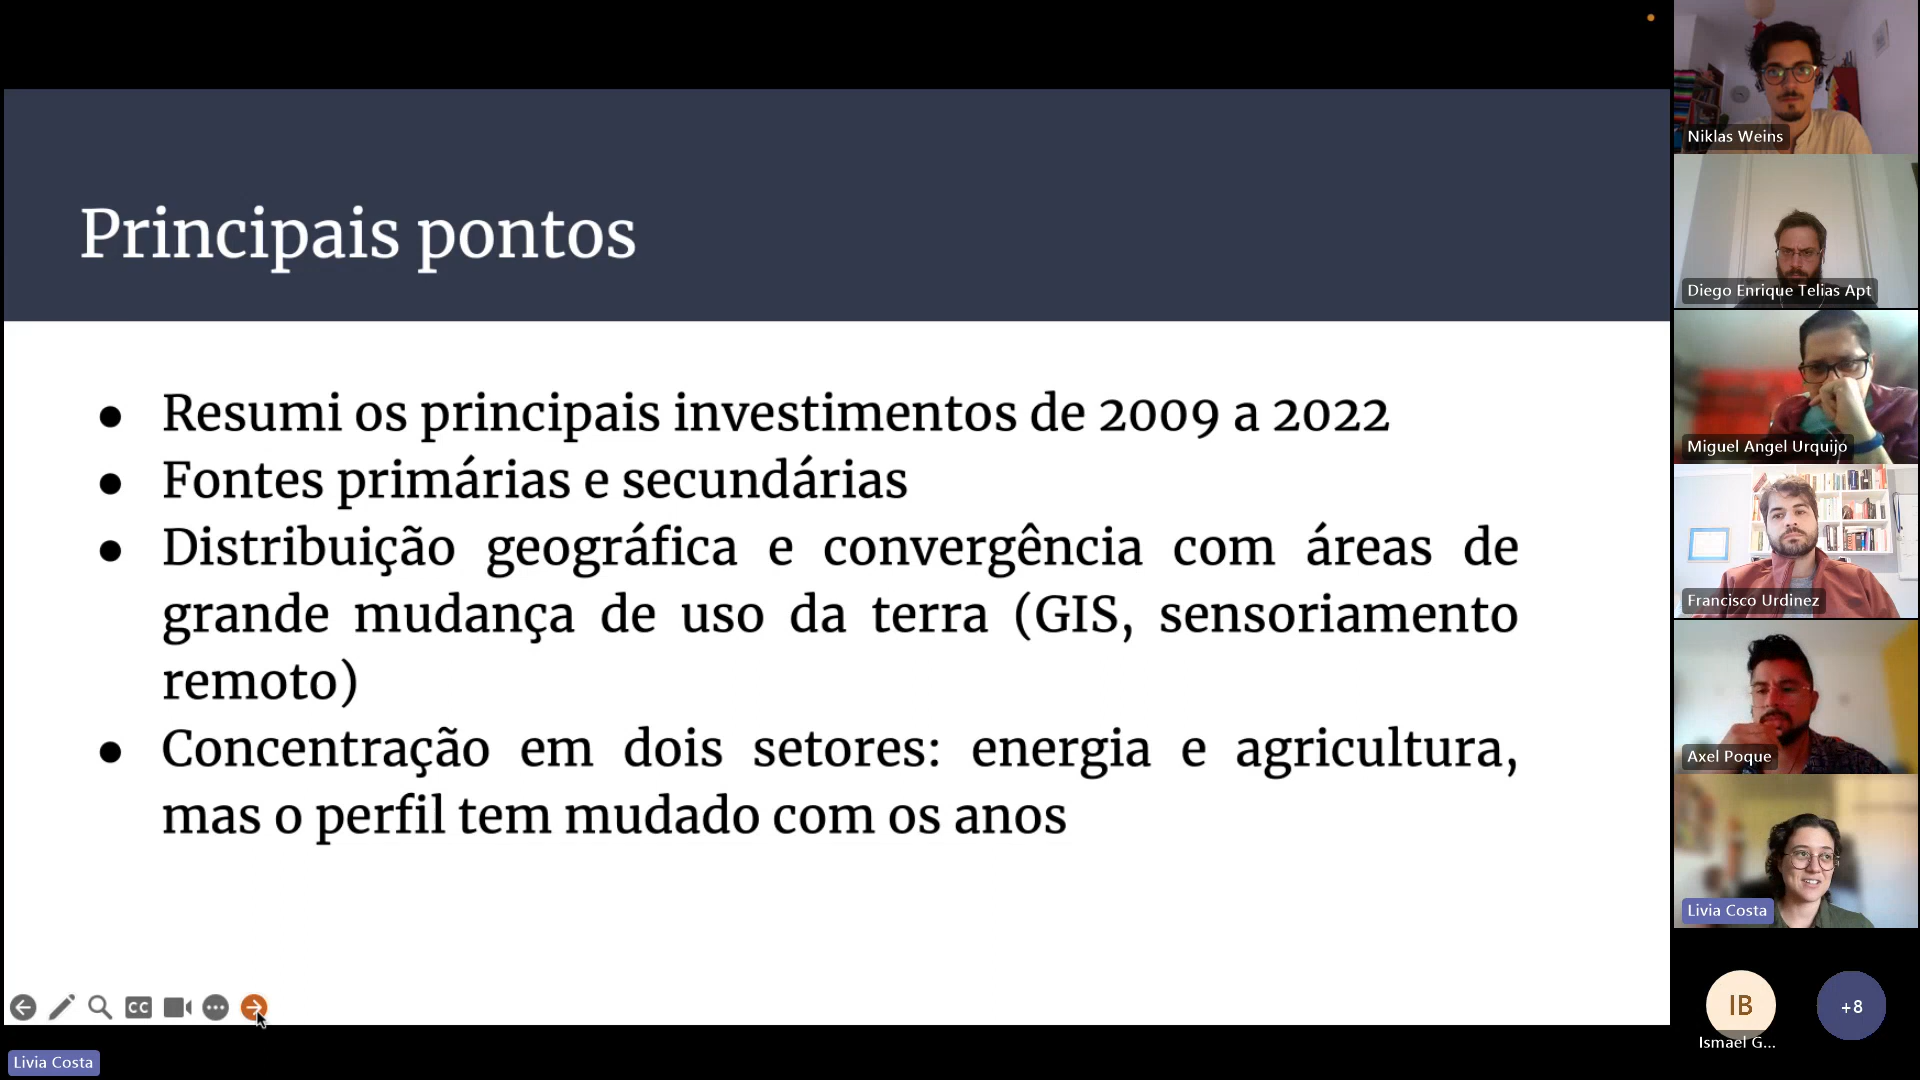 Principais pontos
● Resumi os principais investimentos de 2009 a 2022
● Fontes primárias e secundárias
● Distribuição geográfica e convergência com áreas de
grande mudança de uso da terra (GIS, sensoriamento
remoto)
● Concentração em dois setores: energia e agricultura,
mas o perfil tem mudado com os anos
CC
Livia Costa
Niklas Weins
Diego Enrique Telias Apt
Miguel Angel Urquijo
Francisco Urdinez
Axel Poque
Livia Costa
IB
+8
Ismael G...